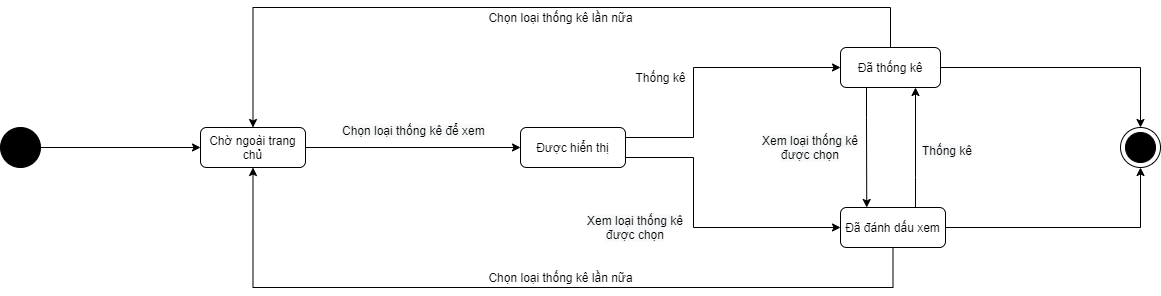 Chọn loại thống kê lần nữa
Đã thống kê
Thống kê
Chọn loại thống kê để xem
Chờ ngoài trang
chủ
Được hiển thị
Xem loại thống kê
được chọn
Thống kê
Xem loại thống kê
được chọn
Đã đánh dấu xem
Chọn loại thống kê lần nữa